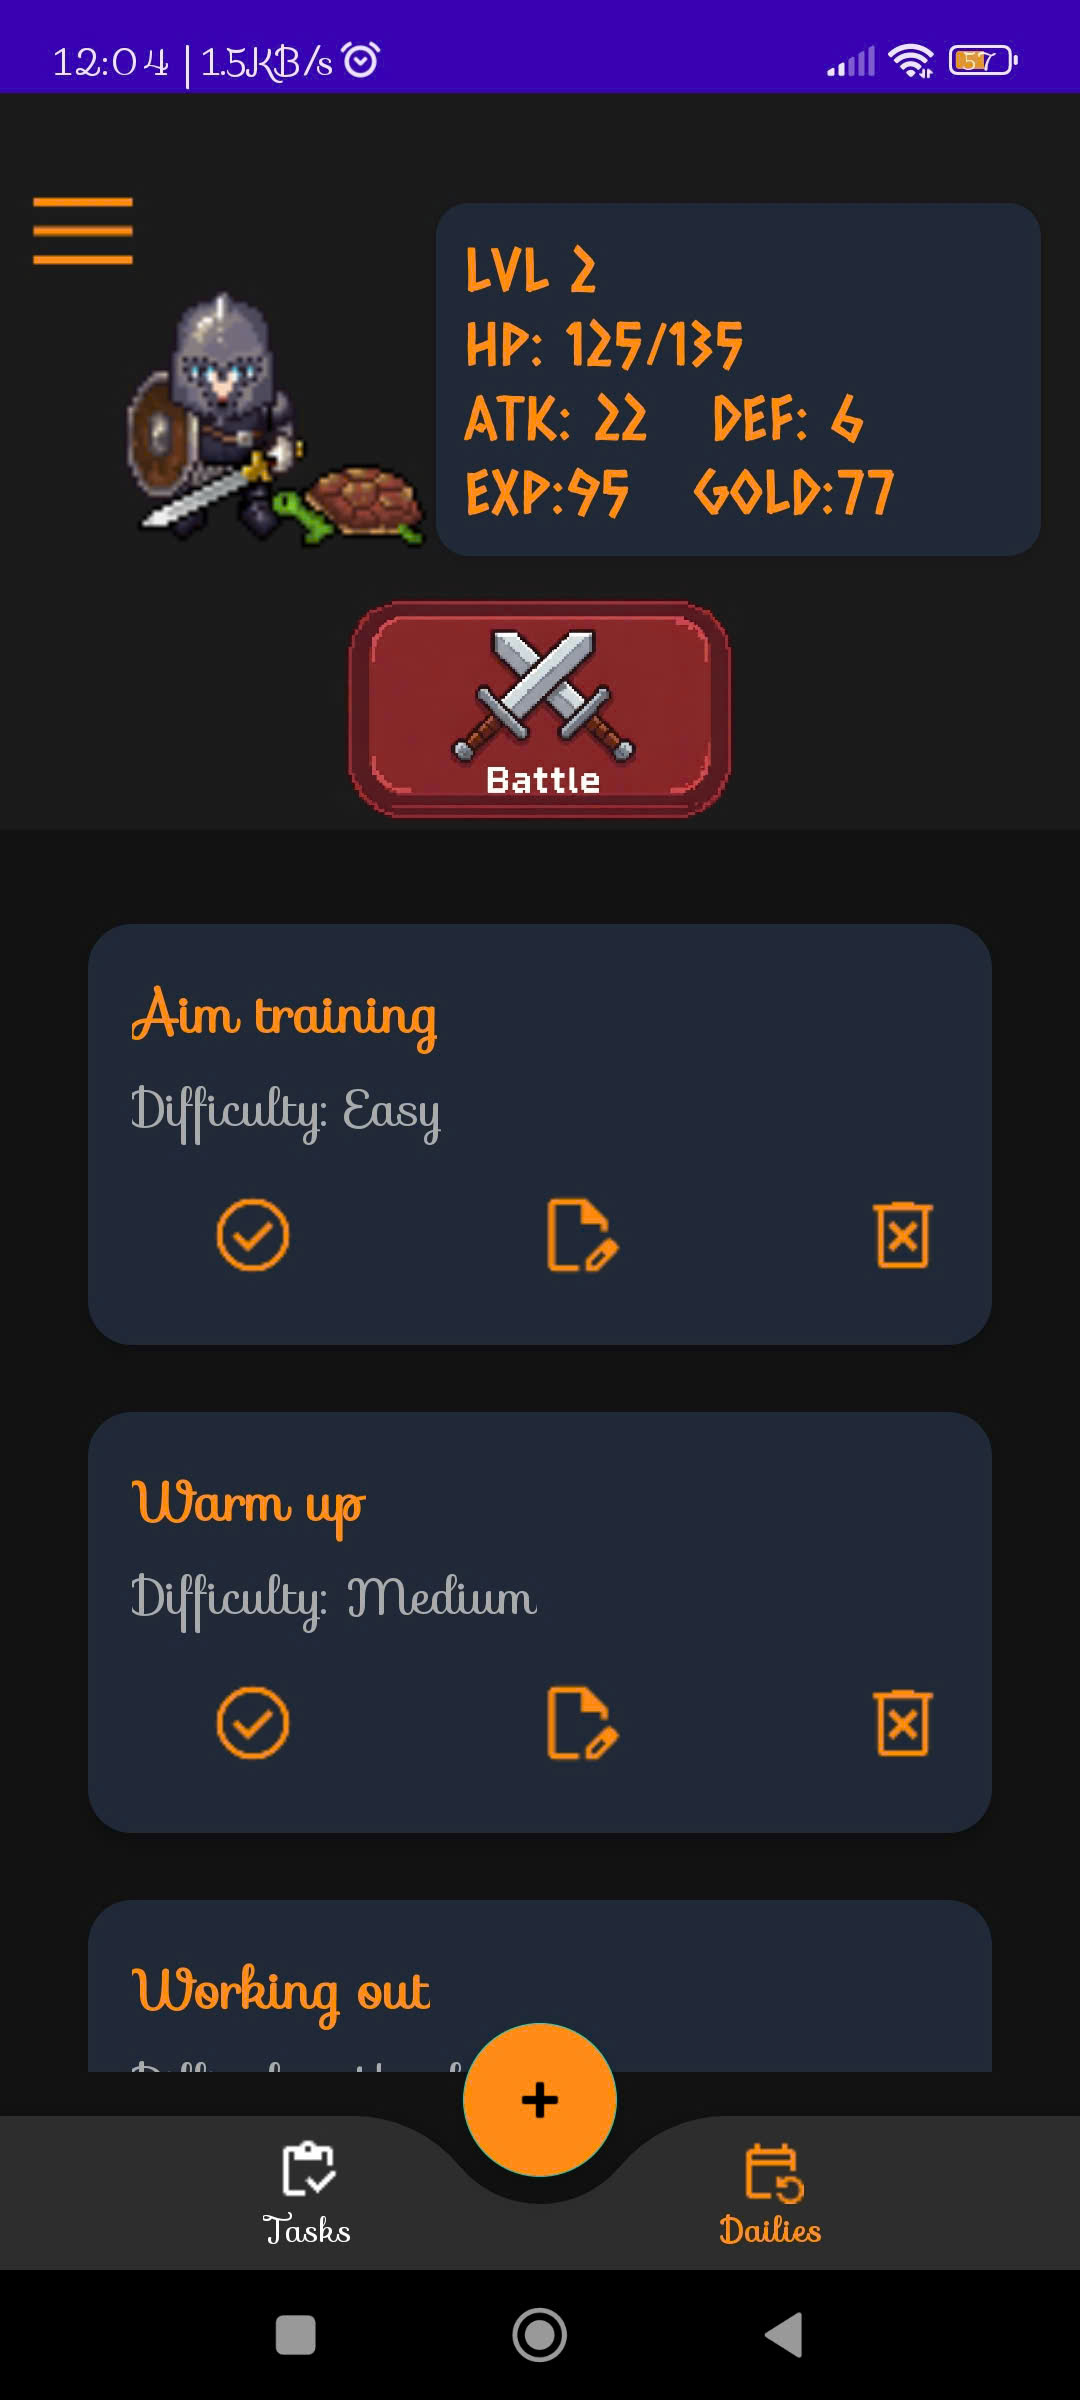 12:04 | 1.5KB/s
57
LVL 2
HP: 125/135
ATK: 22 DEF: 6
EXP:95 GOLD:77
Battle
Aim training
Difficulty: Easy
Warm up
Difficulty: Medium
Working out
Tasks
Dailies